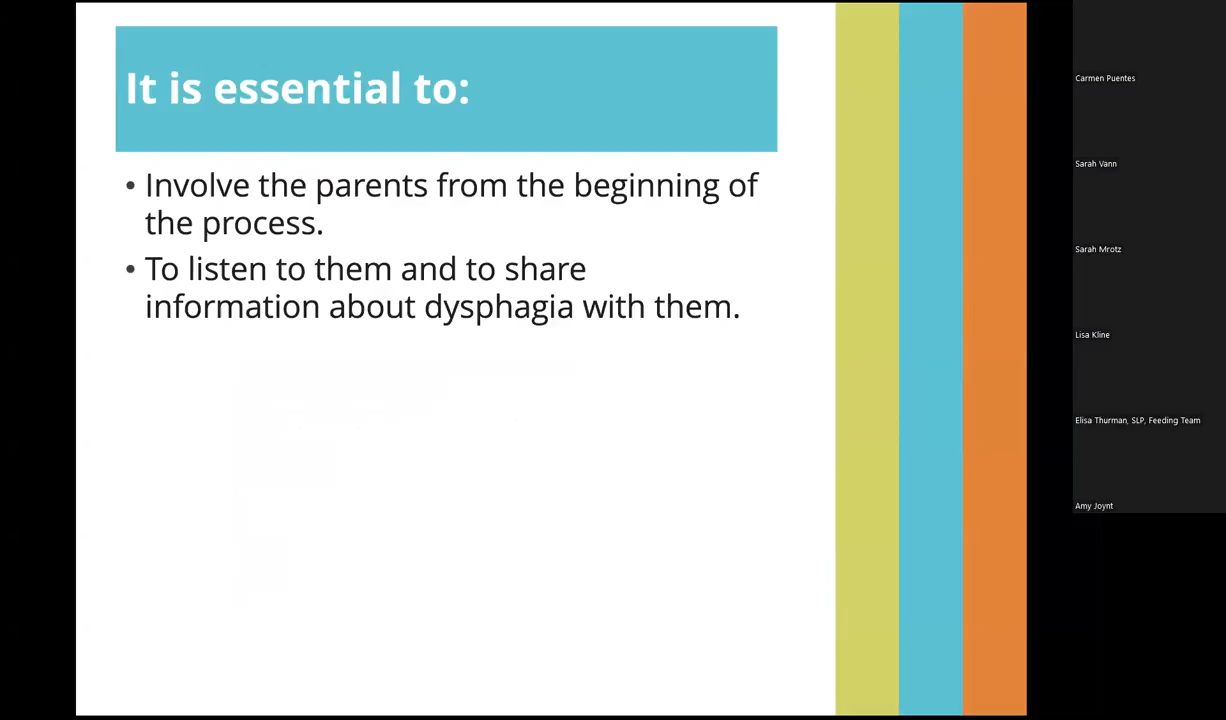 It is essential to:
• Involve the parents from the beginning of
the process.
• To listen to them and to share
information about dysphagia with them.
Carmen Puentes
Sarah Vann
Sarah Mrotz
Lisa Kline
Elisa Thurman, SLP, Feeding Team
Amy Joynt